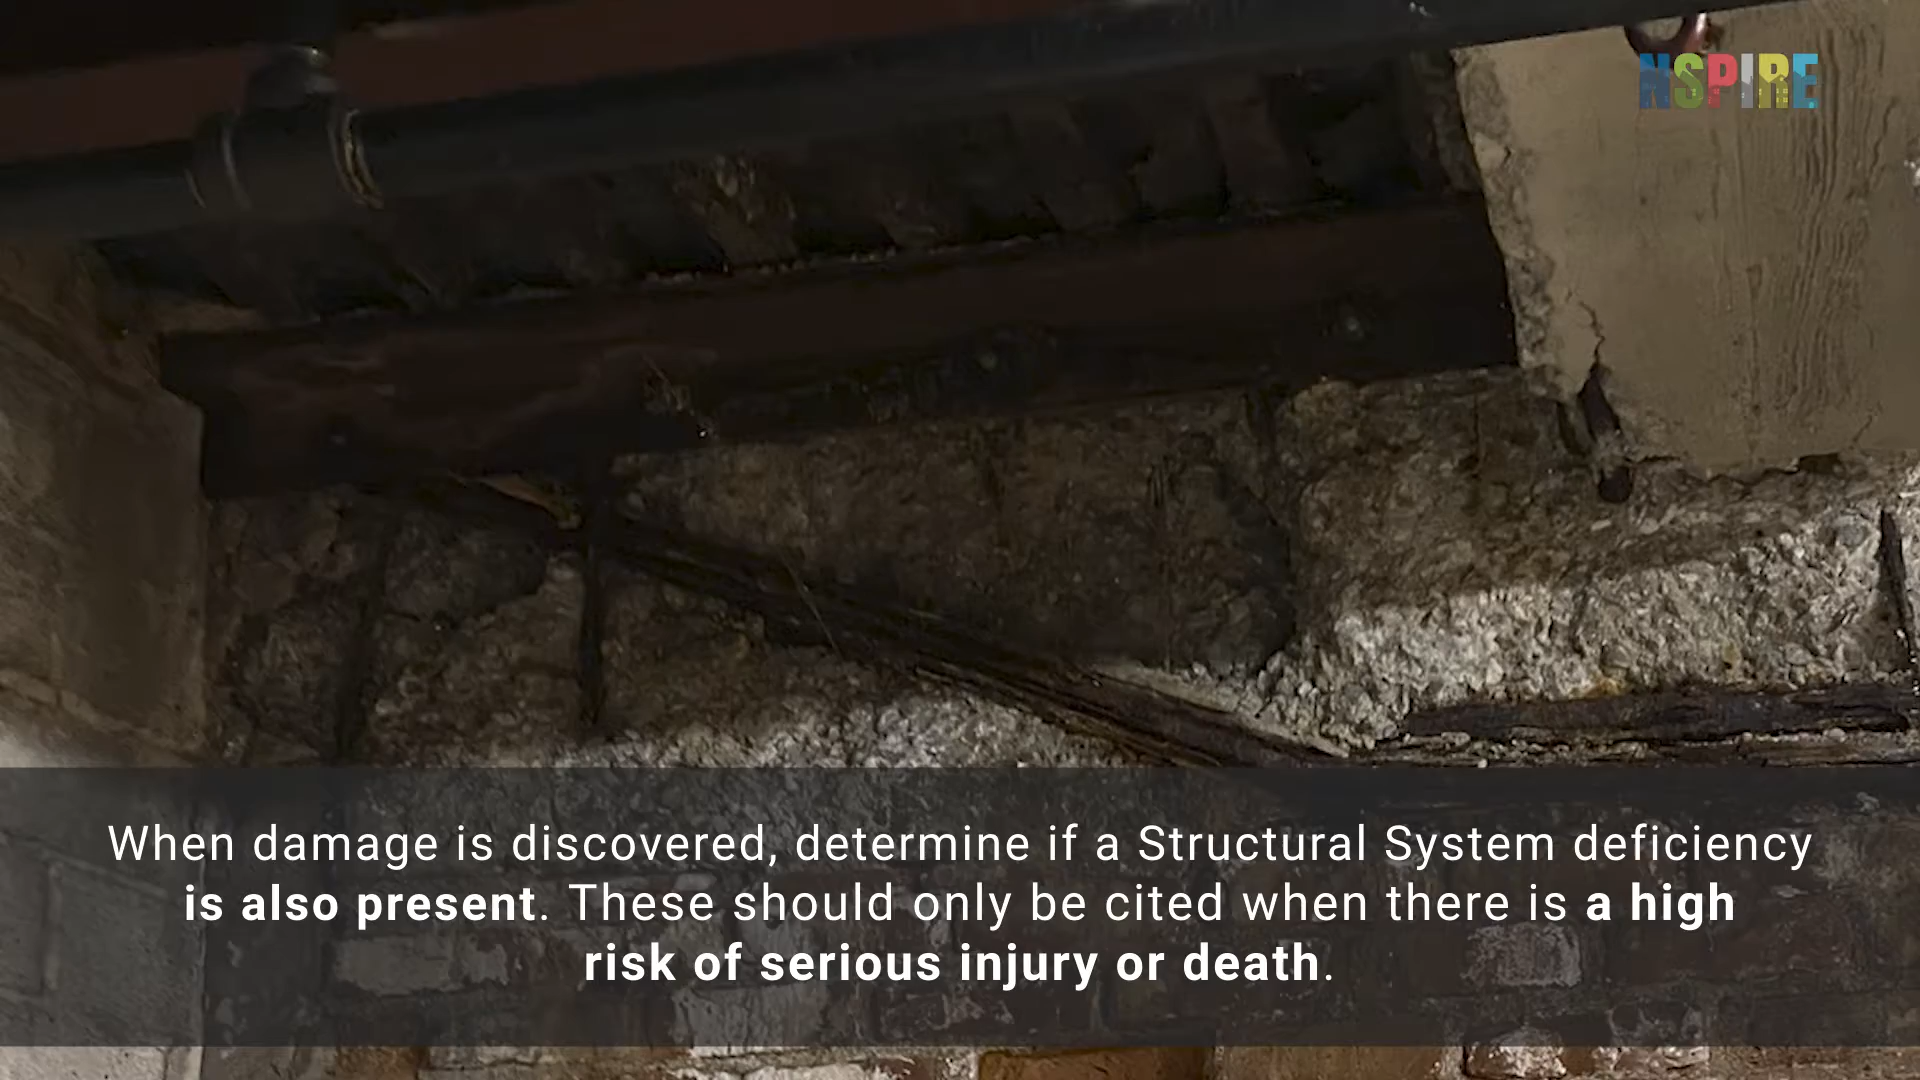 NSPIRE
When damage is discovered, determine if a Structural System deficiency
is also present. These should only be cited when there is a high
risk of serious injury or death.